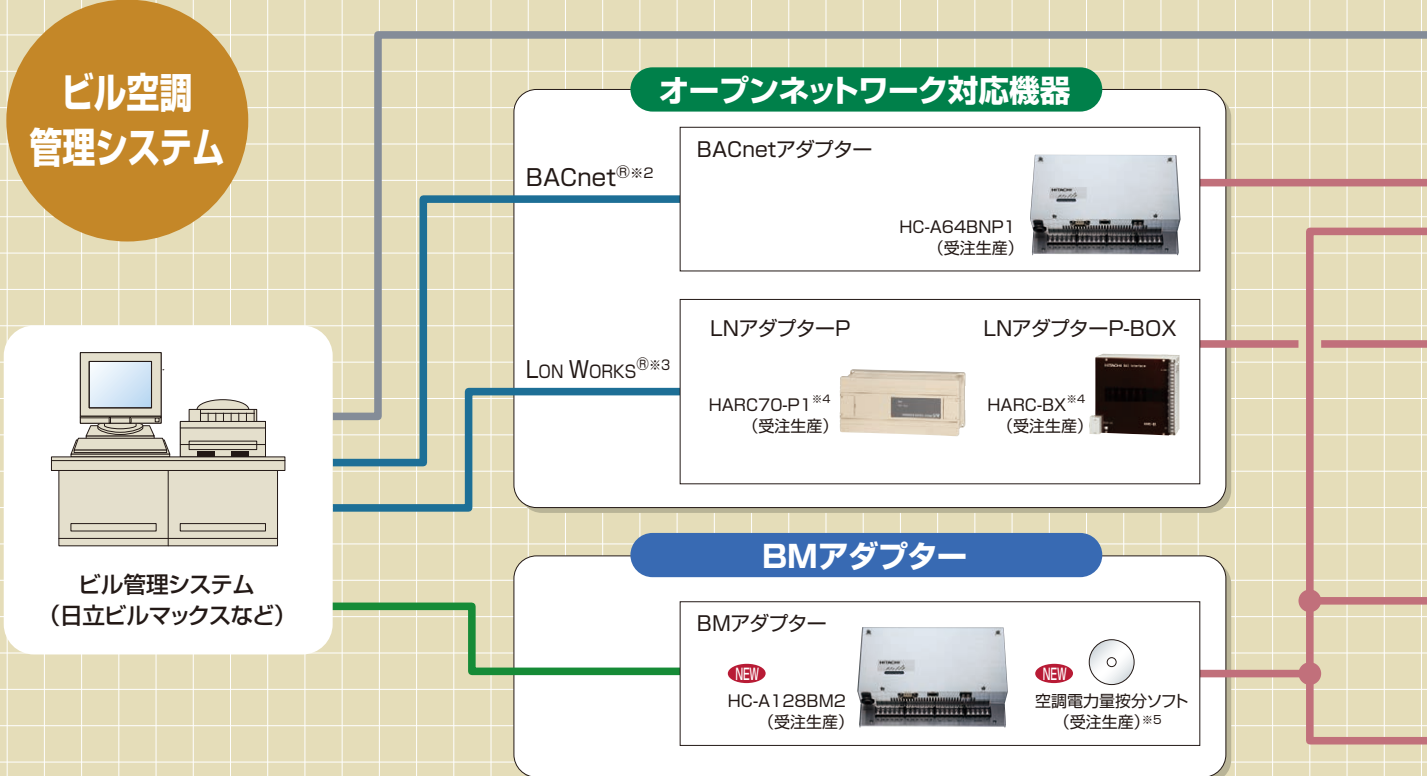 ビル空調
管理システム
オープンネットワーク対応機器
BACnet®※2
BACnetアダプター
HC-A64BNP1
（受注生産）
LON WORKS®※3
LNアダプターP
HARC70-P1※4
（受注生産）
LNアダプターP-BOX
HARC-BX※4
（受注生産）
ビル管理システム
（日立ビルマックスなど）
BMアダプター
BMアダプター
NEW
HC-A128BM2
（受注生産）
NEW
空調電力量按分ソフト
（受注生産）※5
HITACHI
HITACHI